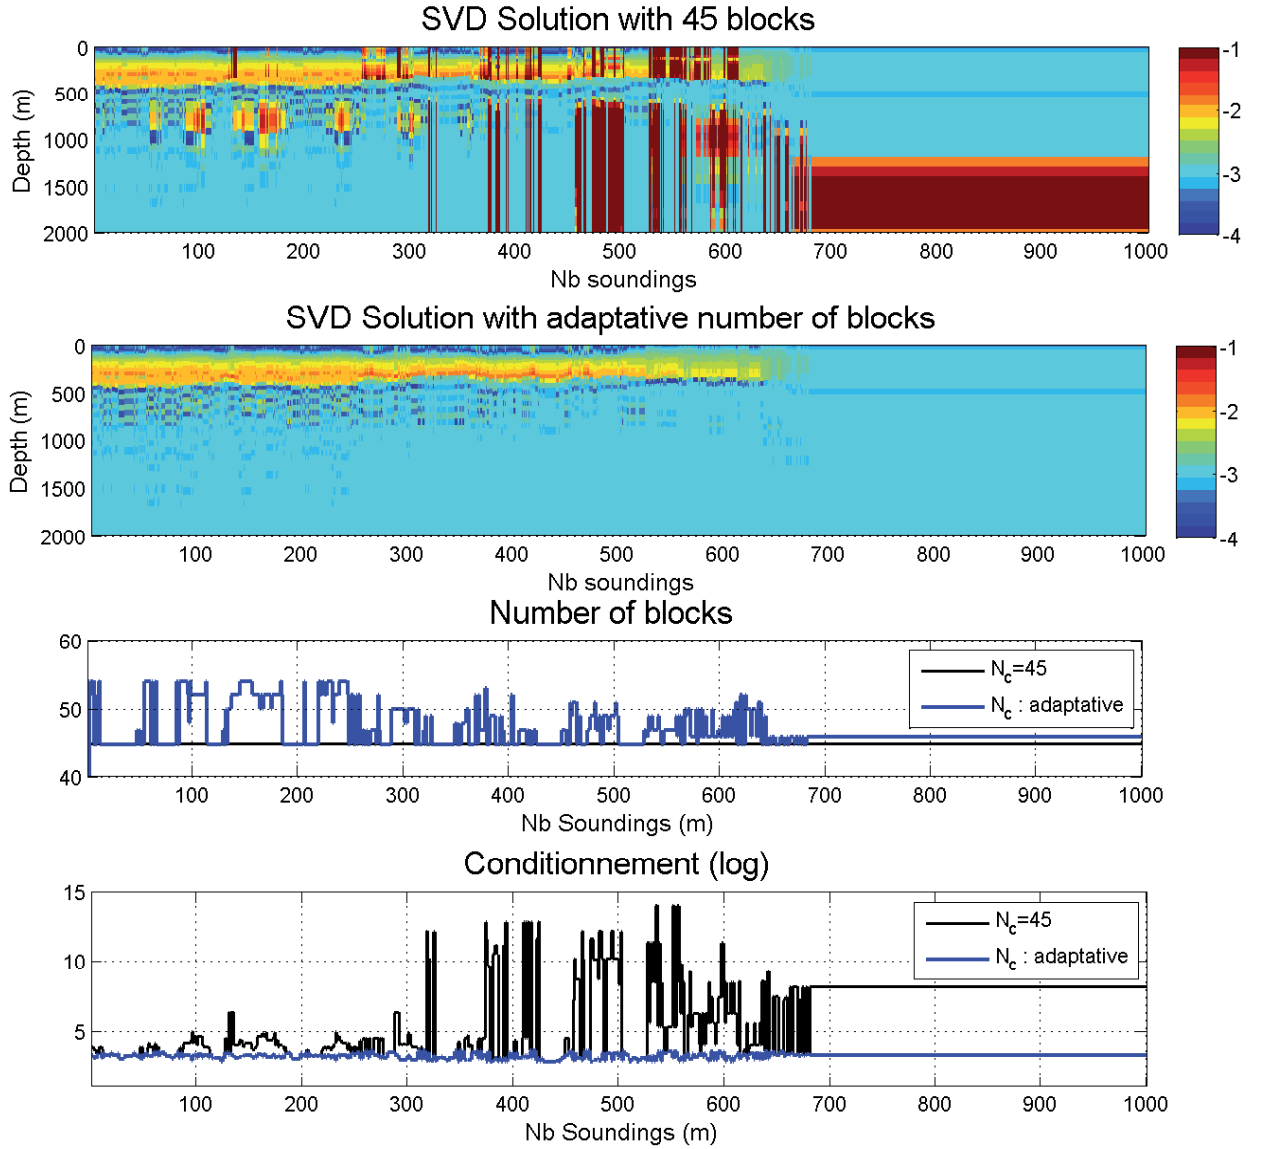 SVD Solution with 45 blocks
0
500
1000
1500
2000
Depth (m)
100 200 300 400 500 600 700 800 900 1000
Nb soundings
-1
-2
-3
-4
SVD Solution with adaptative number of blocks
0
500
1000
1500
2000
Depth (m)
100 200 300 400 500 600 700 800 900 1000
Nb soundings
-1
-2
-3
-4
Number of blocks
60
50
40
Nc=45
Nc : adaptative
100 200 300 400 500 600 700 800 900 1000
Nb Soundings (m)
Conditionnement (log)
15
10
5
Nc=45
Nc : adaptative
100 200 300 400 500 600 700 800 900 1000
Nb Soundings (m)